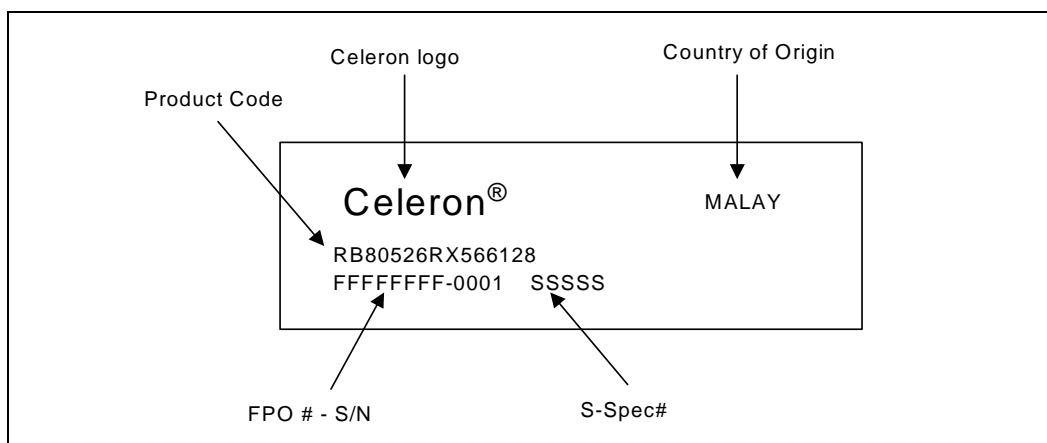 Celeron logo
Country of Origin
Product Code
Celeron®
MALAY
RB80526RX566128
FFFFFFFF-0001 SSSSS
FPO # - S/N
S-Spec#